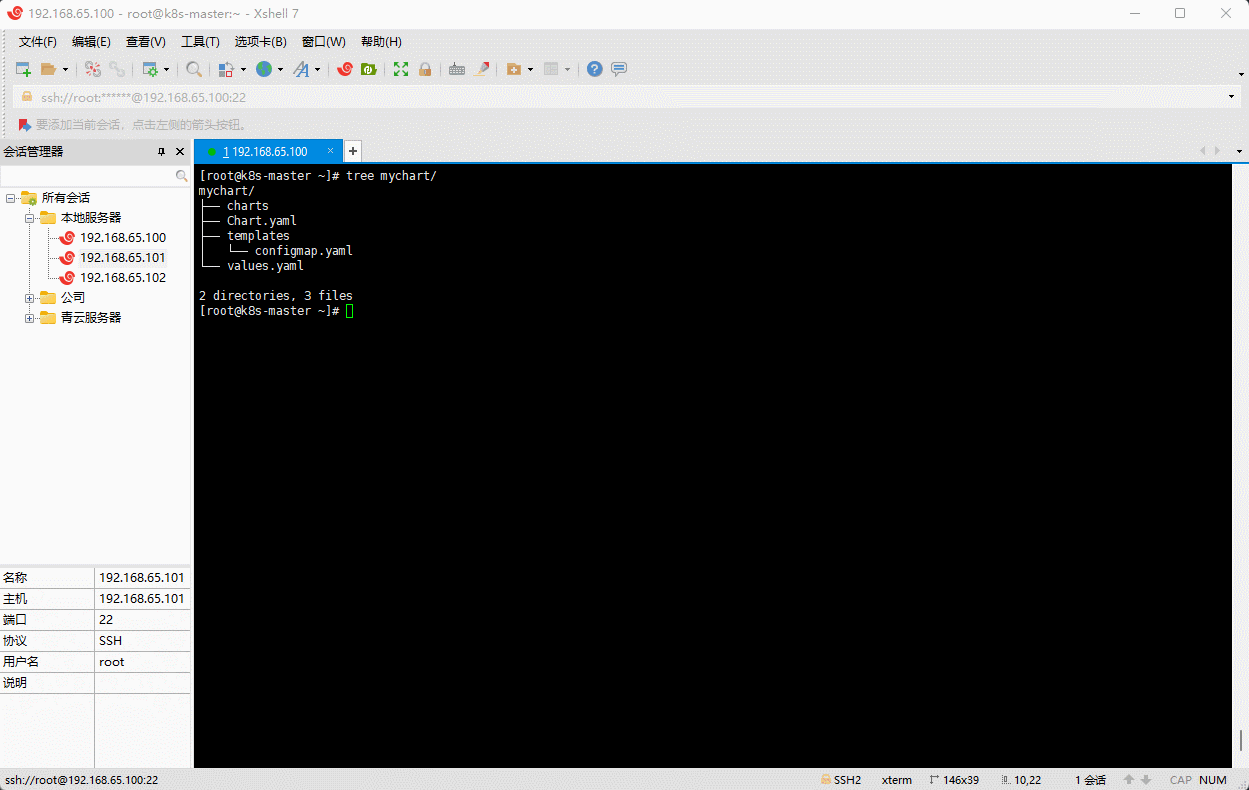 192.168.65.100 - root@k8s-master:~ - Xshell 7
文件(F) 编辑(E) 查看(V) 工具(T) 选项卡(B) 窗口(W) 帮助(H)
ssh://root:******@192.168.65.100:22
要添加当前会话，点击左侧的箭头按钮。
会话管理器
1 192.168.65.100
所有会话
本地服务器
192.168.65.100
192.168.65.101
192.168.65.102
公司
青云服务器
[root@k8s-master ~]# tree mychart/
mychart/
├── charts
├── Chart.yaml
├── templates
│   └── configmap.yaml
└── values.yaml
2 directories, 3 files
[root@k8s-master ~]#
名称 192.168.65.101
主机 192.168.65.101
端口 22
协议 SSH
用户名 root
说明
ssh://root@192.168.65.100:22 SSH2 xterm 146x39 10,22 1 会话 CAP NUM